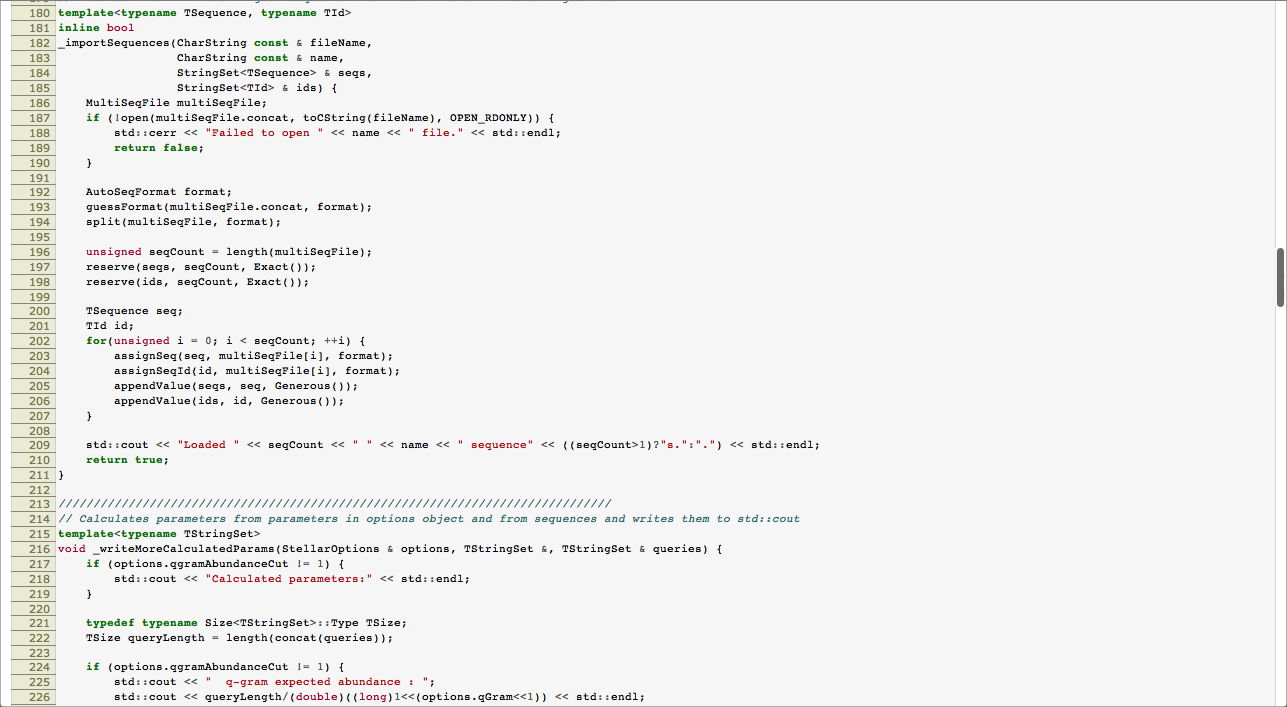 180 template<typename TSequence, typename TId>
181 inline bool
182 _importSequences(CharString const & fileName,
183                  CharString const & name,
184                  StringSet<TSequence> & seqs,
185                  StringSet<TId> & ids) {
186     MultiSeqFile multiSeqFile;
187     if (!open(multiSeqFile.concat, toCString(fileName), OPEN_RDONLY)) {
188         std::cerr << "Failed to open " << name << " file." << std::endl;
189         return false;
190     }
191
192     AutoSeqFormat format;
193     guessFormat(multiSeqFile.concat, format);
194     split(multiSeqFile, format);
195
196     unsigned seqCount = length(multiSeqFile);
197     reserve(seqs, seqCount, Exact());
198     reserve(ids, seqCount, Exact());
199
200     TSequence seq;
201     TId id;
202     for(unsigned i = 0; i < seqCount; ++i) {
203         assignSeq(seq, multiSeqFile[i], format);
204         assignSeqId(id, multiSeqFile[i], format);
205         appendValue(seqs, seq, Generous());
206         appendValue(ids, id, Generous());
207     }
208
209     std::cout << "Loaded " << seqCount << " " << name << " sequence" << ((seqCount>1)?"s.":".") << std::endl;
210     return true;
211 }
212
213 ///////////////////////////////////////////////////////////////////////////////
214 // Calculates parameters from parameters in options object and from sequences and writes them to std::cout
215 template<typename TStringSet>
216 void _writeMoreCalculatedParams(StellarOptions & options, TStringSet &, TStringSet & queries) {
217     if (options.qgramAbundanceCut != 1) {
218         std::cout << "Calculated parameters:" << std::endl;
219     }
220
221     typedef typename Size<TStringSet>::Type TSize;
222     TSize queryLength = length(concat(queries));
223
224     if (options.qgramAbundanceCut != 1) {
225         std::cout << "  q-gram expected abundance : ";
226         std::cout << queryLength/(double)((long)1<<(options.qGram<<1)) << std::endl;